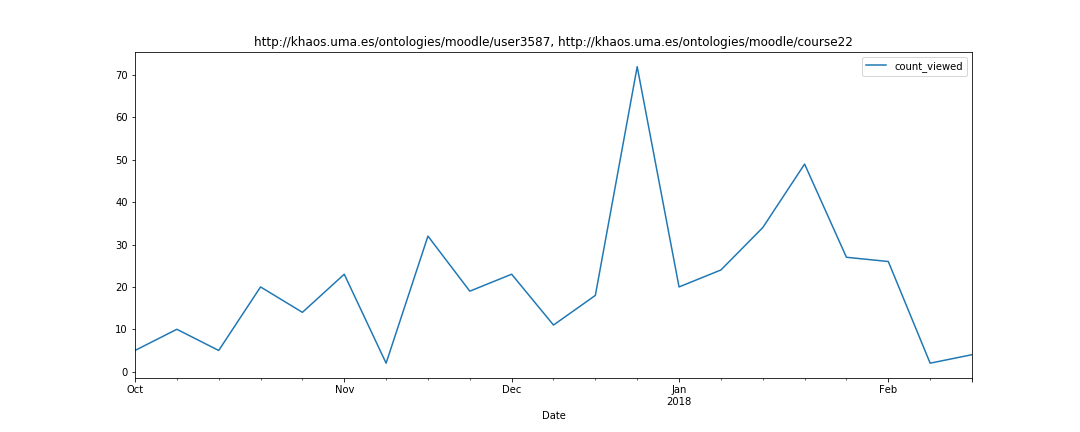 http://khaos.uma.es/ontologies/moodle/user3587, http://khaos.uma.es/ontologies/moodle/course22
count_viewed
70
60
50
40
30
20
10
0
Oct Nov Dec Jan Feb
2018
Date